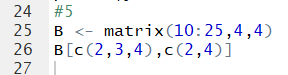 24 #5
25 B <- matrix(10:25,4,4)
26 B[c(2,3,4),c(2,4)]
27